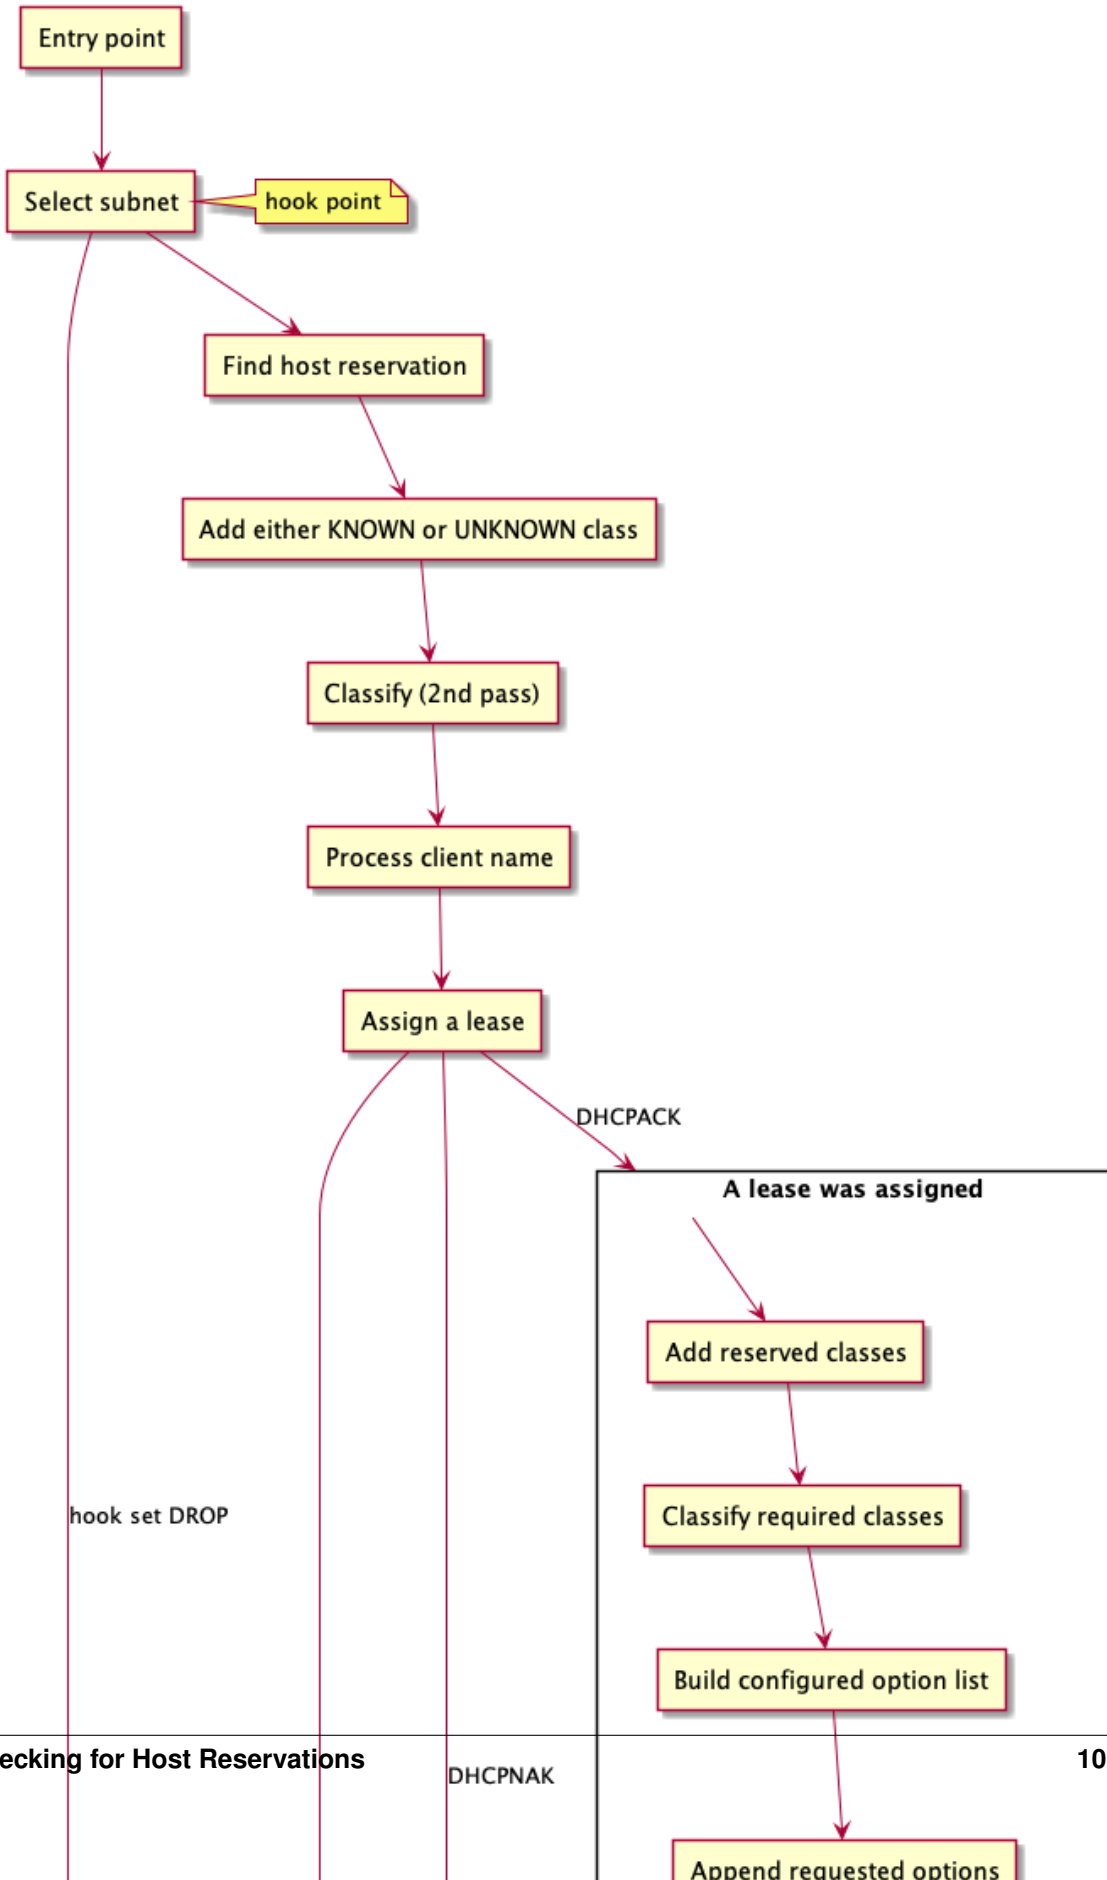 Entry point
Select subnet
hook point
Find host reservation
Add either KNOWN or UNKNOWN class
Classify (2nd pass)
Process client name
Assign a lease
DHCPACK
A lease was assigned
Add reserved classes
Classify required classes
hook set DROP
Build configured option list
ecking for Host Reservations
10
DHCPNAK
Append requested options